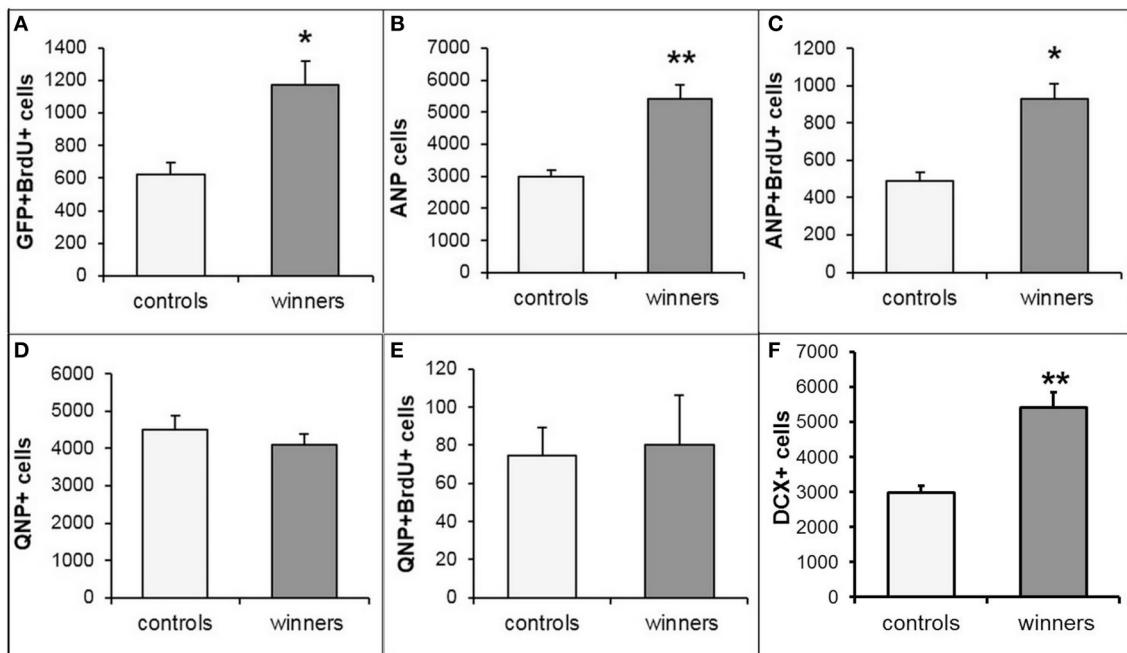 A
GFP+BrdU+ cells
1400
1200
1000
800
600
400
200
0
*
controls winners
B
ANP cells
7000
6000
5000
4000
3000
2000
1000
0
**
controls winners
C
ANP+BrdU+ cells
1200
1000
800
600
400
200
0
*
controls winners
D
QNP+ cells
6000
5000
4000
3000
2000
1000
0
controls winners
E
QNP+BrdU+ cells
120
100
80
60
40
20
0
controls winners
F
DCX+ cells
7000
6000
5000
4000
3000
2000
1000
0
**
controls winners